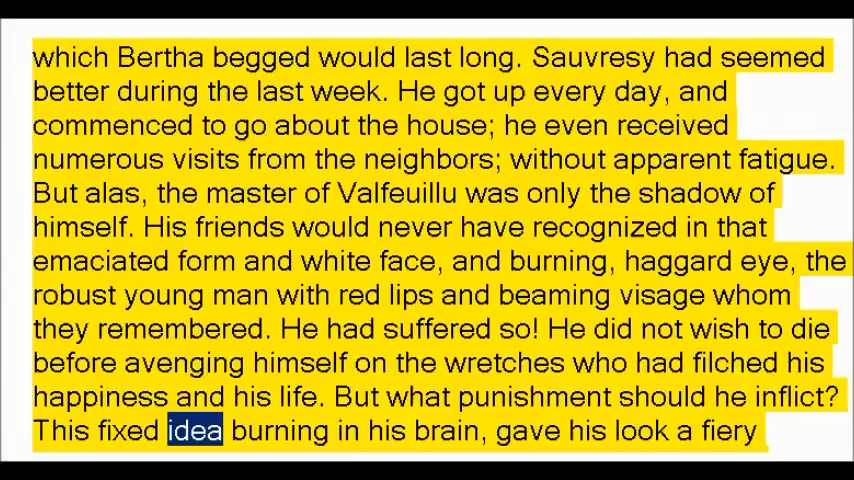 which Bertha begged would last long. Sauvresy had seemed
better during the last week. He got up every day, and
commenced to go about the house; he even received
numerous visits from the neighbors; without apparent fatigue.
But alas, the master of Valfeuillu was only the shadow of
himself. His friends would never have recognized in that
emaciated form and white face, and burning, haggard eye, the
robust young man with red lips and beaming visage whom
they remembered. He had suffered so! He did not wish to die
before avenging himself on the wretches who had filched his
happiness and his life. But what punishment should he inflict?
This fixed idea burning in his brain, gave his look a fiery